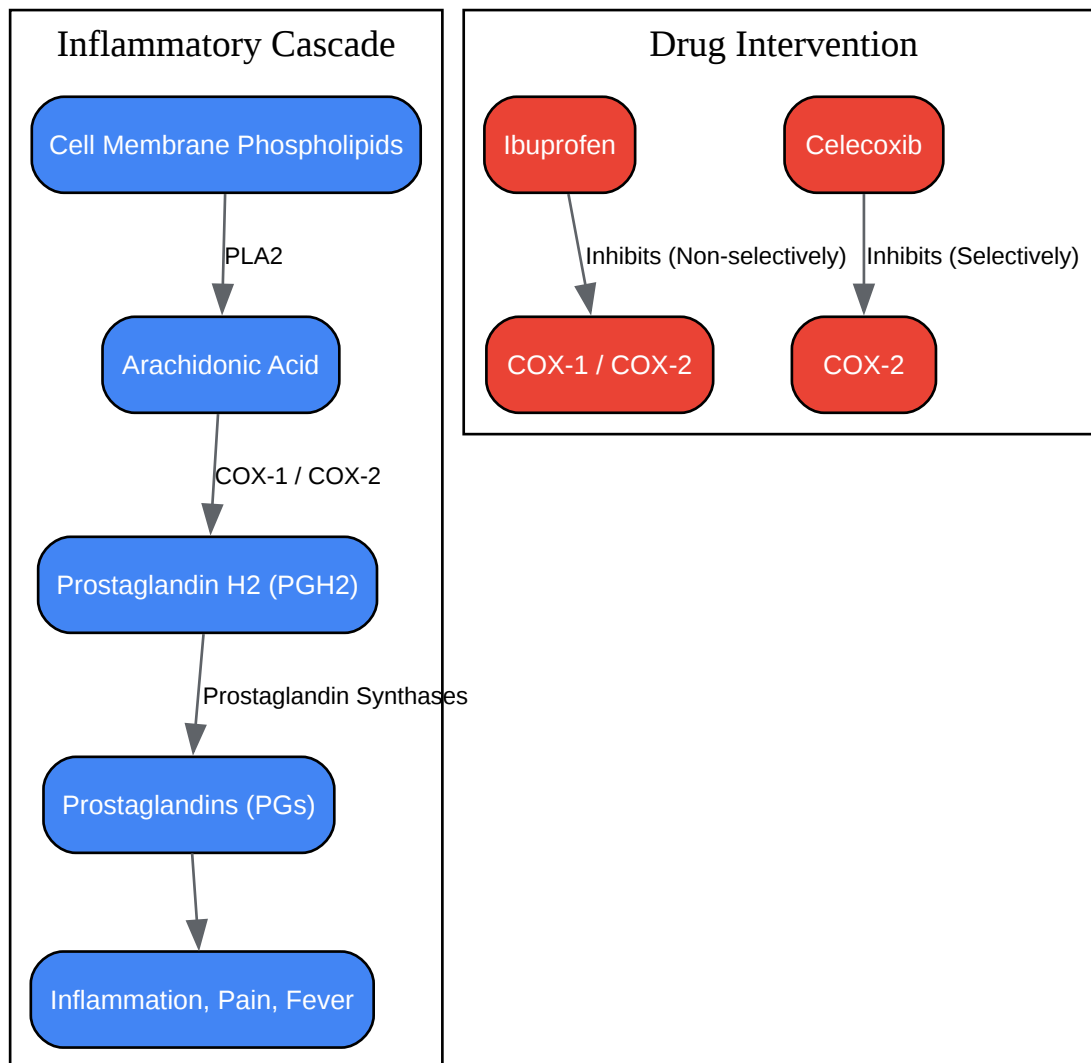 Inflammatory Cascade
Cell Membrane Phospholipids
PLA2
Arachidonic Acid
COX-1 / COX-2
Prostaglandin H2 (PGH2)
Prostaglandin Synthases
Prostaglandins (PGs)
Inflammation, Pain, Fever
Drug Intervention
Ibuprofen
Celecoxib
Inhibits (Non-selectively)
Inhibits (Selectively)
COX-1 / COX-2
COX-2